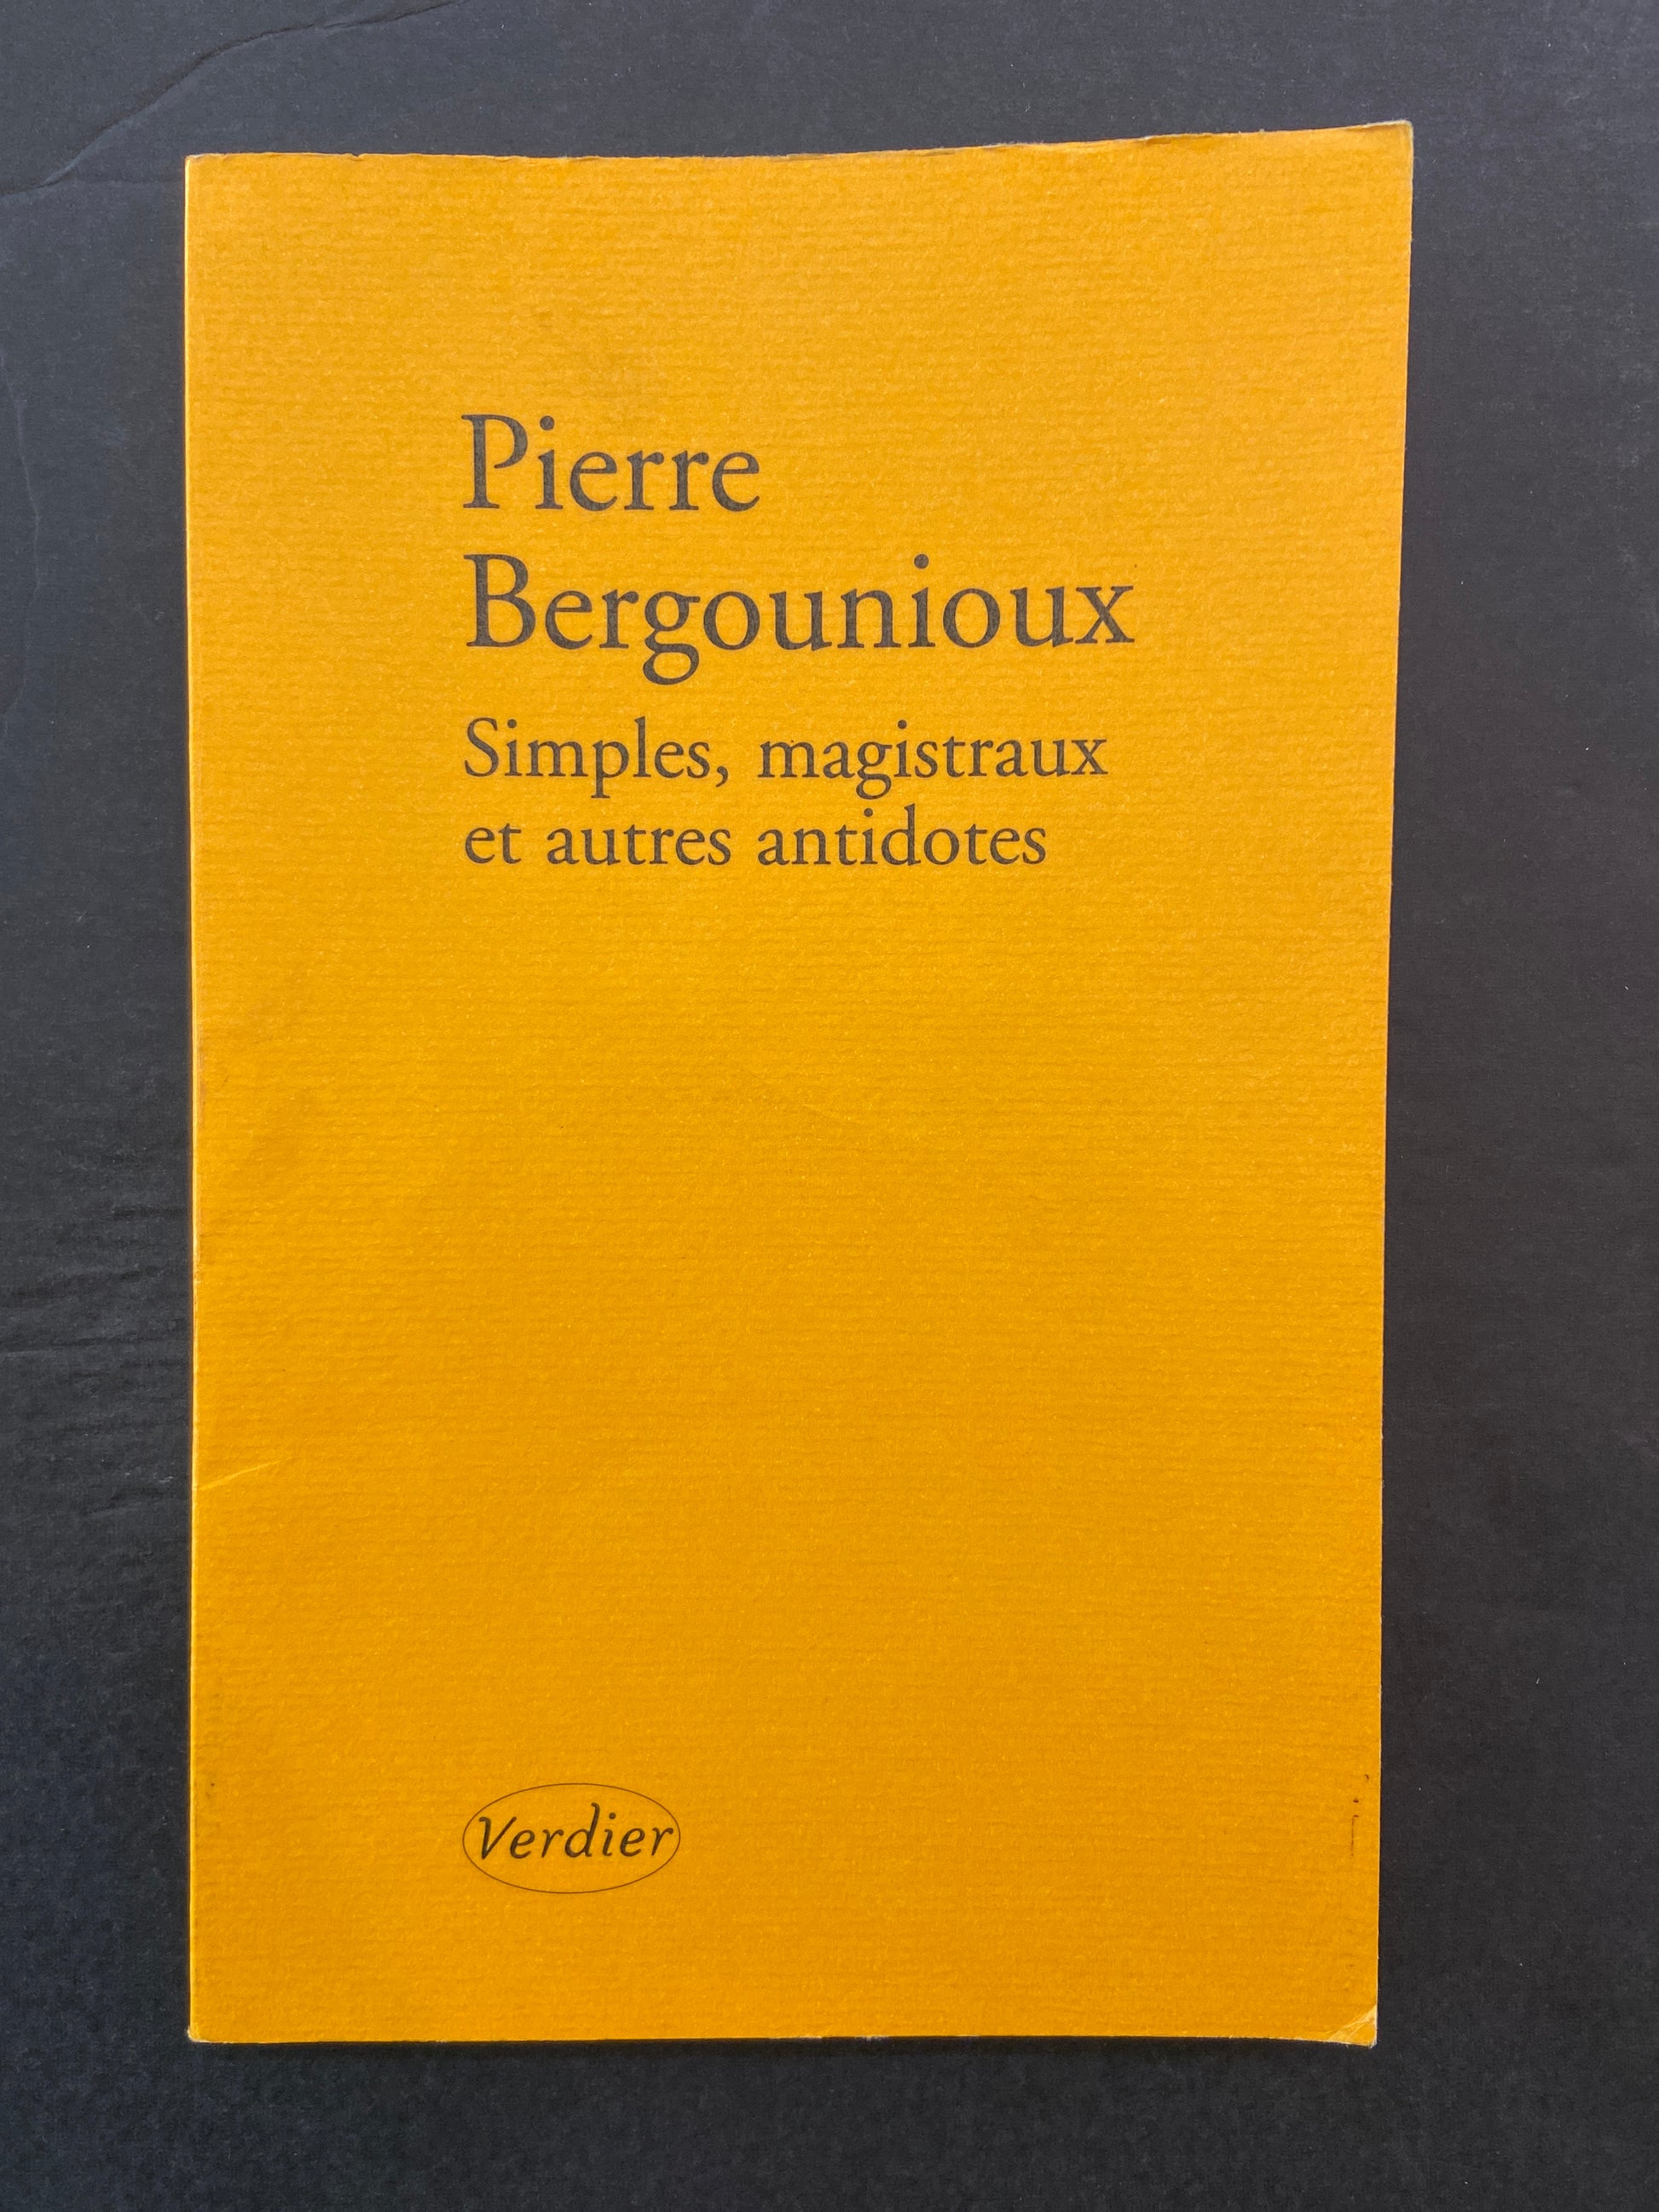 Pierre
Bergounioux
Simples, magistraux
et autres antidotes
Verdier